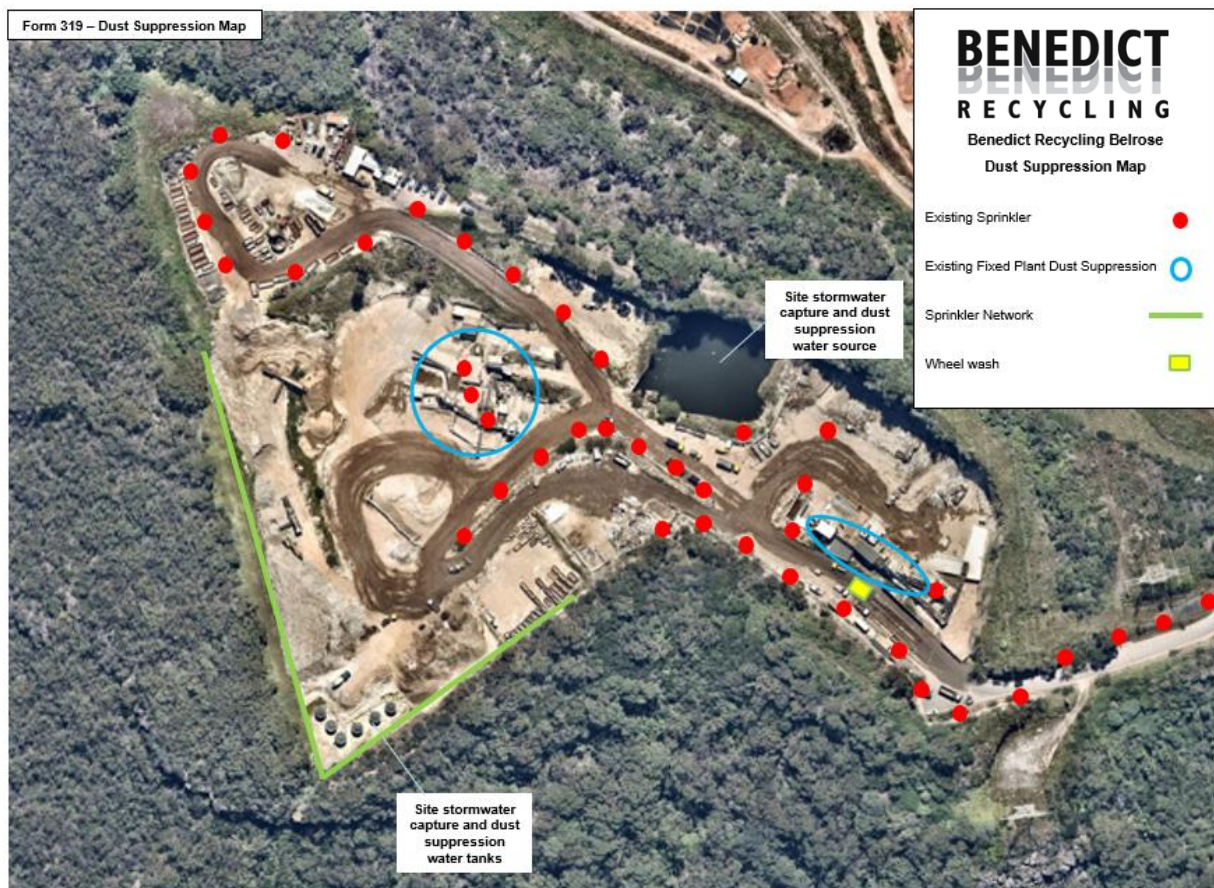 Form 319 – Dust Suppression Map
BENEDICT
RECYCLING
Benedict Recycling Belrose
Dust Suppression Map
Existing Sprinkler
Existing Fixed Plant Dust Suppression
Sprinkler Network
Wheel wash
Site stormwater
capture and dust
suppression
water source
Site stormwater
capture and dust
suppression
water tanks